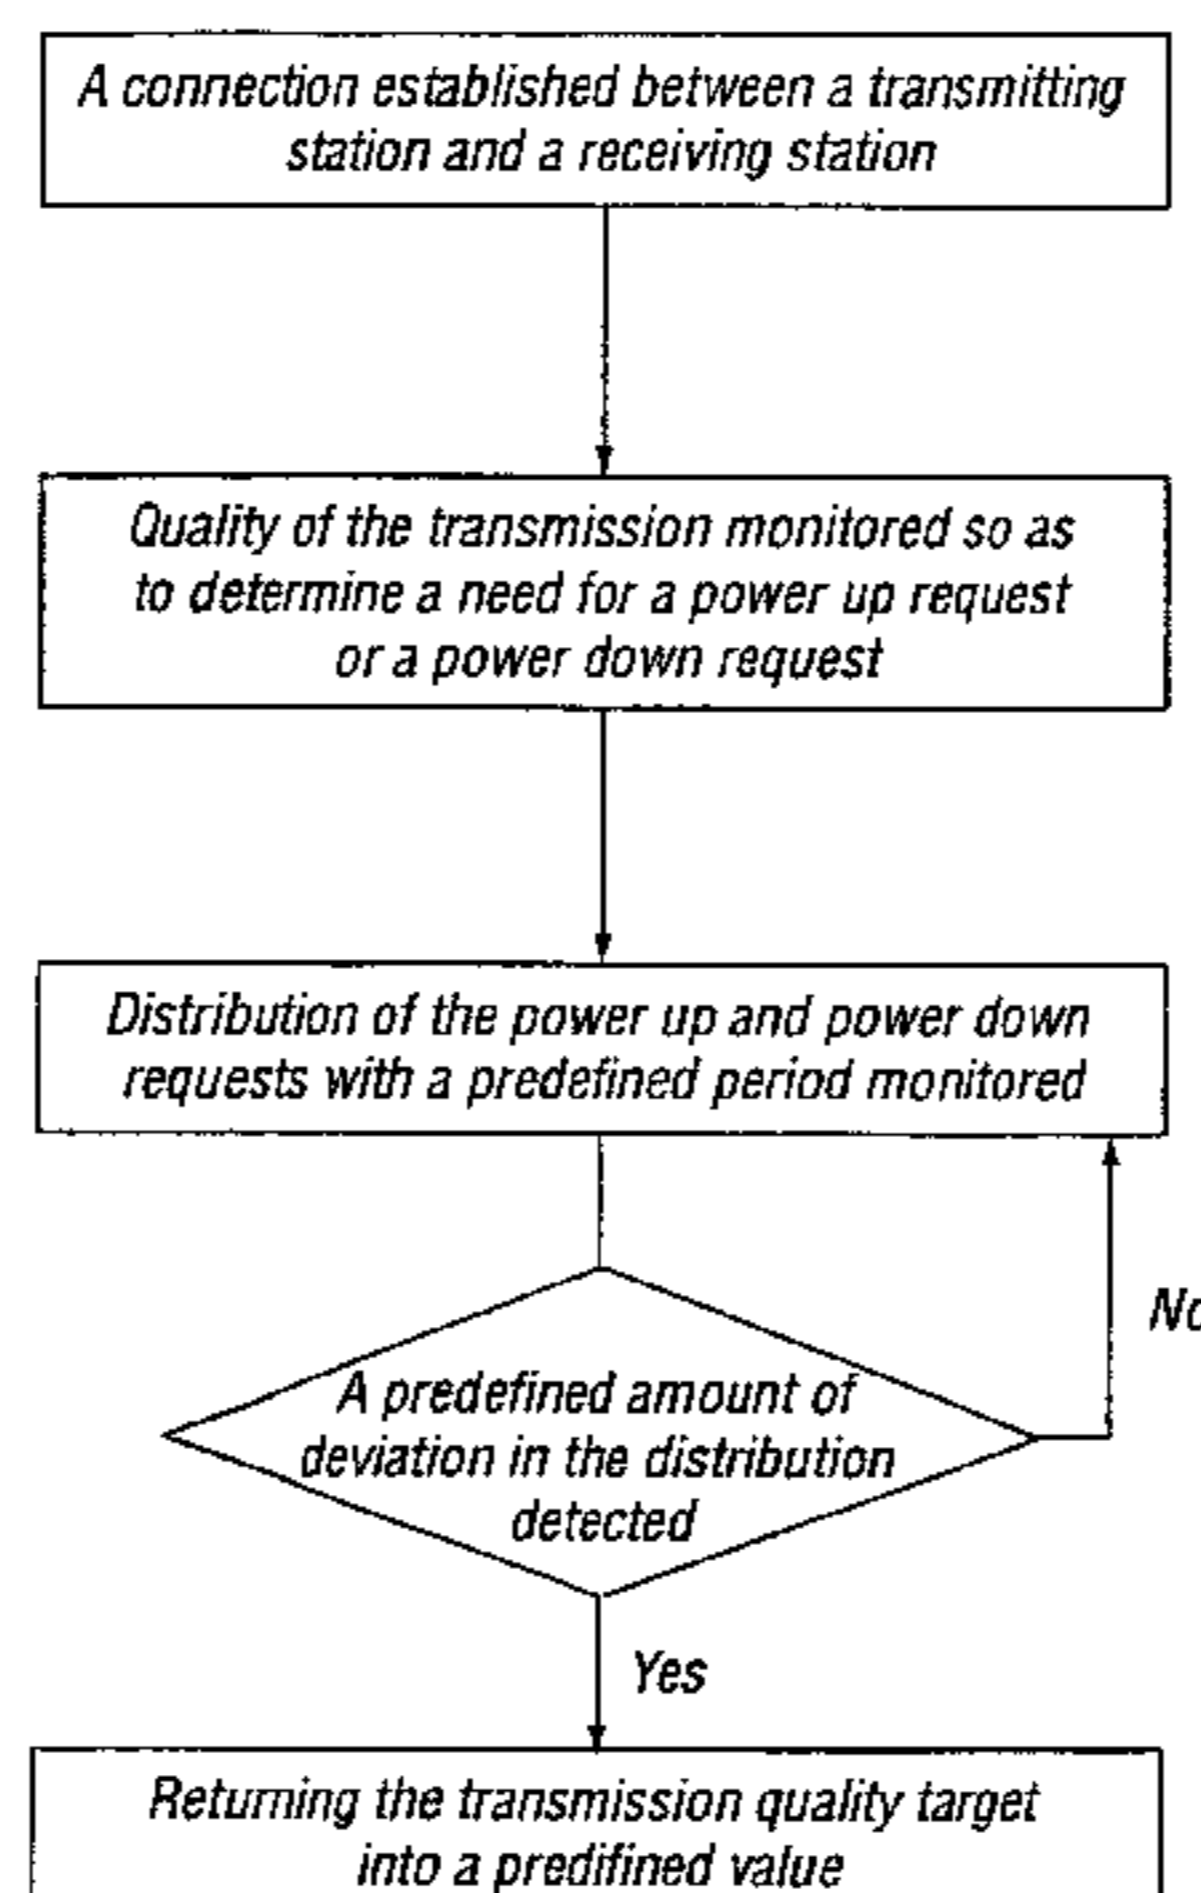 A connection established between a transmitting
station and a receiving station
Quality of the transmission monitored so as
to determine a need for a power up request
or a power down request
Distribution of the power up and power down
requests with a predefined period monitored
No
A predefined amount of
deviation in the distribution
detected
Yes
Returning the transmission quality target
into a predifined value